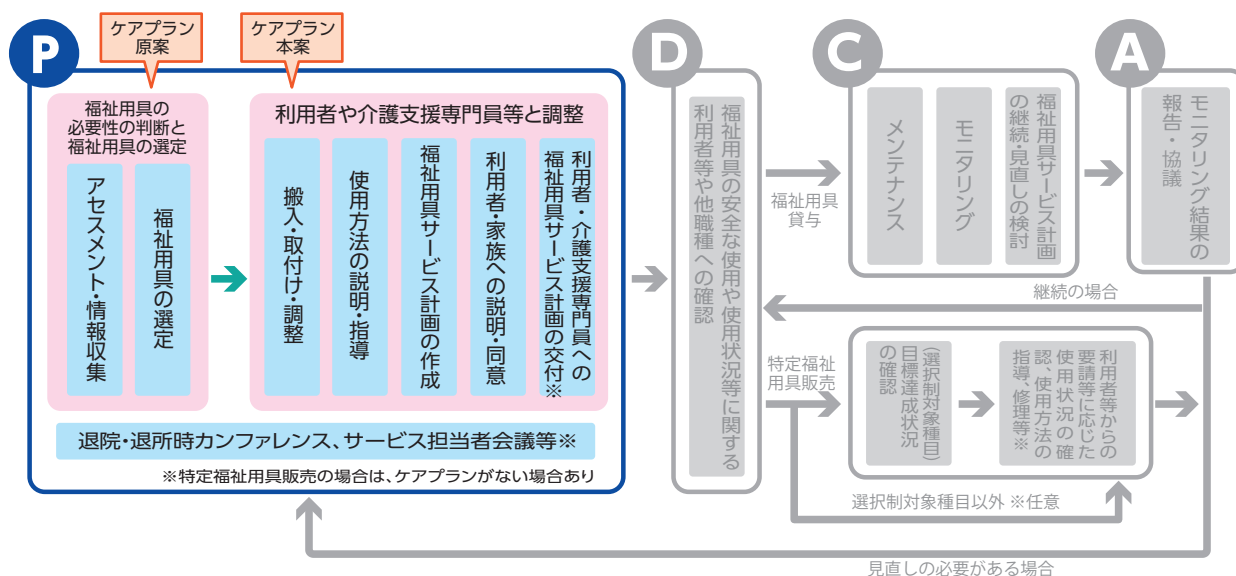 P
ケアプラン
原案
ケアプラン
本案
福祉用具の
必要性の判断と
福祉用具の選定
アセスメント・情報収集
福祉用具の選定
利用者や介護支援専門員等と調整
搬入・取付け・調整
使用方法の説明・指導
福祉用具サービス計画の作成
利用者・家族への説明・同意
利用者・介護支援専門員への
福祉用具サービス計画の交付※
退院・退所時カンファレンス、サービス担当者会議等※
※特定福祉用具販売の場合は、ケアプランがない場合あり
D
福祉用具の安全な使用や使用状況等に関する
利用者等や他職種への確認
福祉用具
貸与
C
メンテナンス
モニタリング
福祉用具サービス計画
の継続・見直しの検討
A
モニタリング結果の
報告・協議
継続の場合
特定福祉
用具販売
(選択制対象種目)
目標達成状況
の確認
利用者等からの
要請等に応じた
使用状況の確
認、使用方法の
指導、修理等※
選択制対象種目以外 ※任意
見直しの必要がある場合